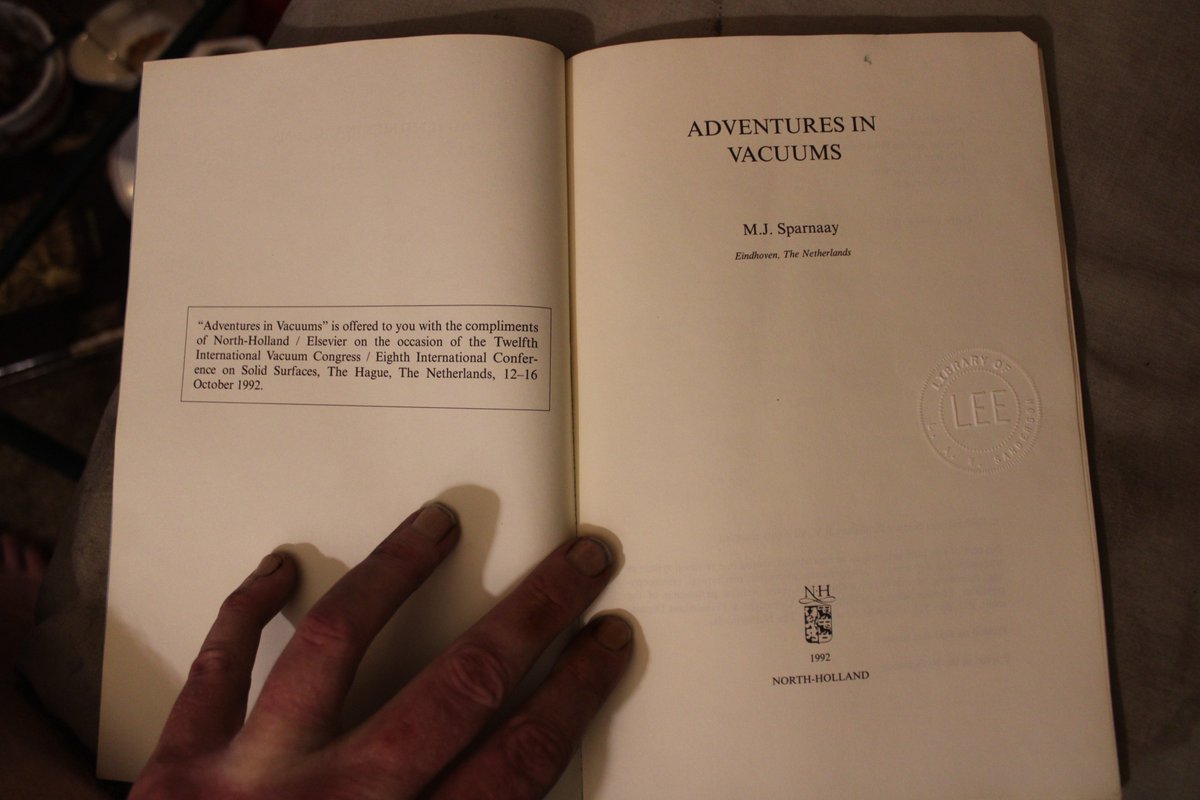 "Adventures in Vacuums" is offered to you with the compliments
of North-Holland / Elsevier on the occasion of the Twelfth
International Vacuum Congress / Eighth International Confer-
ence on Solid Surfaces, The Hague, The Netherlands, 12–16
October 1992.
ADVENTURES IN
VACUUMS
M.J. Sparnaay
Eindhoven, The Netherlands
LIBRARY OF
LEE
SANDERSON
N·H
1992
NORTH-HOLLAND